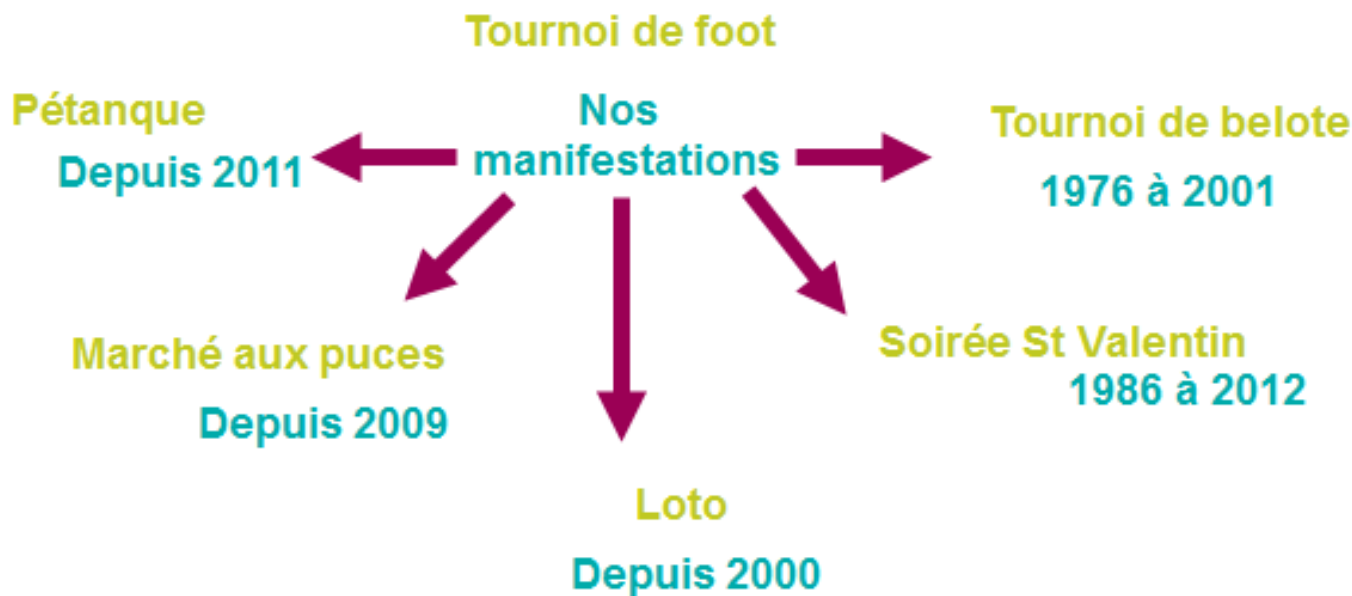 Tournoi de foot
Nos
manifestations
Pétanque
Depuis 2011
Tournoi de belote
1976 à 2001
Marché aux puces
Depuis 2009
Soirée St Valentin
1986 à 2012
Loto
Depuis 2000